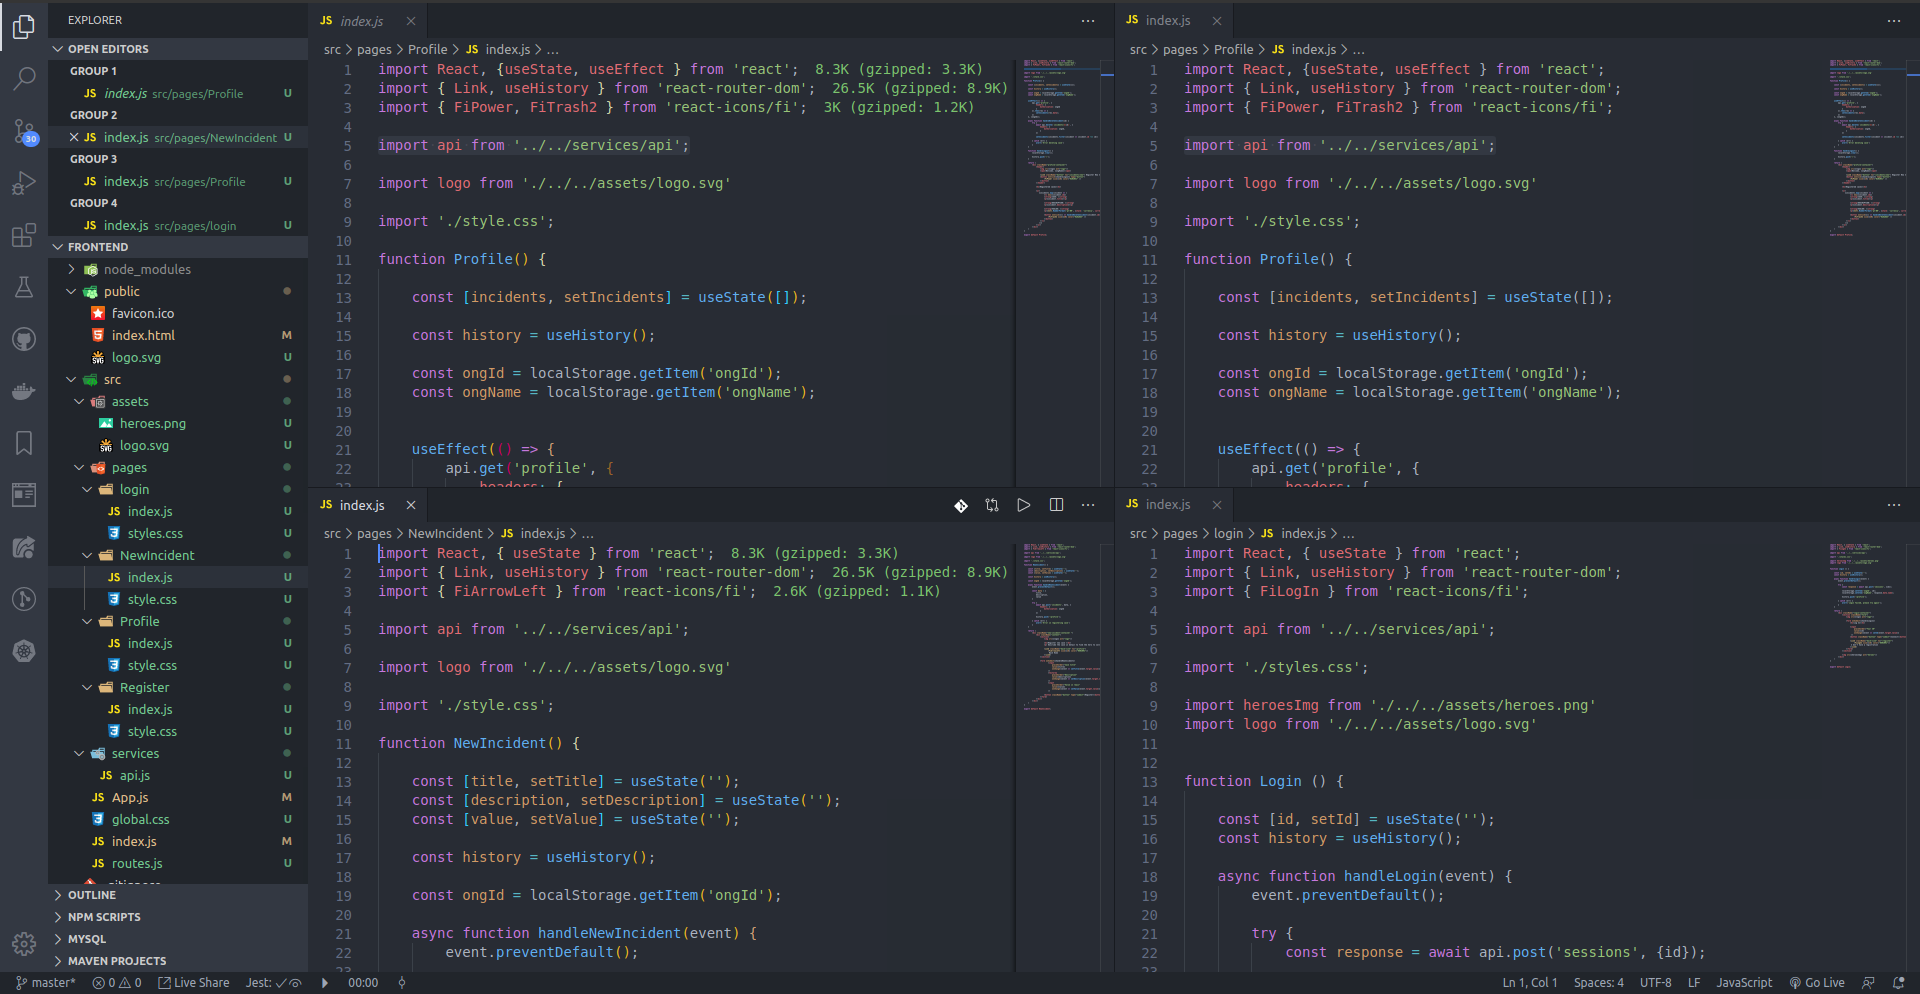 EXPLORER
OPEN EDITORS
GROUP 1
JS index.js src/pages/Profile U
GROUP 2
JS index.js src/pages/NewIncident U
GROUP 3
JS index.js src/pages/Profile U
GROUP 4
JS index.js src/pages/login U
FRONTEND
node_modules
public
favicon.ico
index.html M
logo.svg U
src
assets
heroes.png U
logo.svg U
pages
login
JS index.js U
styles.css U
NewIncident
JS index.js U
style.css U
Profile
JS index.js U
style.css U
Register
JS index.js U
style.css U
services
JS api.js U
JS App.js M
global.css U
JS index.js M
JS routes.js U
OUTLINE
NPM SCRIPTS
MYSQL
MAVEN PROJECTS
30
JS index.js
src > pages > Profile > JS index.js > ...
1 import React, {useState, useEffect } from 'react'; 8.3K (gzipped: 3.3K)
2 import { Link, useHistory } from 'react-router-dom'; 26.5K (gzipped: 8.9K)
3 import { FiPower, FiTrash2 } from 'react-icons/fi'; 3K (gzipped: 1.2K)
4
5 import api from '../../services/api';
6
7 import logo from './../../assets/logo.svg'
8
9 import './style.css';
10
11 function Profile() {
12
13 const [incidents, setIncidents] = useState([]);
14
15 const history = useHistory();
16
17 const ongId = localStorage.getItem('ongId');
18 const ongName = localStorage.getItem('ongName');
19
20
21 useEffect(() => {
22 api.get('profile', {
headers: {
JS index.js
src > pages > Profile > JS index.js > ...
1 import React, {useState, useEffect } from 'react';
2 import { Link, useHistory } from 'react-router-dom';
3 import { FiPower, FiTrash2 } from 'react-icons/fi';
4
5 import api from '../../services/api';
6
7 import logo from './../../assets/logo.svg'
8
9 import './style.css';
10
11 function Profile() {
12
13 const [incidents, setIncidents] = useState([]);
14
15 const history = useHistory();
16
17 const ongId = localStorage.getItem('ongId');
18 const ongName = localStorage.getItem('ongName');
19
20
21 useEffect(() => {
22 api.get('profile', {
headers: {
JS index.js
src > pages > NewIncident > JS index.js > ...
1 import React, { useState } from 'react'; 8.3K (gzipped: 3.3K)
2 import { Link, useHistory } from 'react-router-dom'; 26.5K (gzipped: 8.9K)
3 import { FiArrowLeft } from 'react-icons/fi'; 2.6K (gzipped: 1.1K)
4
5 import api from '../../services/api';
6
7 import logo from './../../assets/logo.svg'
8
9 import './style.css';
10
11 function NewIncident() {
12
13 const [title, setTitle] = useState('');
14 const [description, setDescription] = useState('');
15 const [value, setValue] = useState('');
16
17 const history = useHistory();
18
19 const ongId = localStorage.getItem('ongId');
20
21 async function handleNewIncident(event) {
22 event.preventDefault();
23
JS index.js
src > pages > login > JS index.js > ...
1 import React, { useState } from 'react';
2 import { Link, useHistory } from 'react-router-dom';
3 import { FiLogIn } from 'react-icons/fi';
4
5 import api from '../../services/api';
6
7 import './styles.css';
8
9 import heroesImg from './../../assets/heroes.png'
10 import logo from './../../assets/logo.svg'
11
12
13 function Login () {
14
15 const [id, setId] = useState('');
16 const history = useHistory();
17
18 async function handleLogin(event) {
19 event.preventDefault();
20
21 try {
22 const response = await api.post('sessions', {id});
23
master* 0 0 Live Share Jest: 00:00 Ln 1, Col 1 Spaces: 4 UTF-8 LF JavaScript Go Live